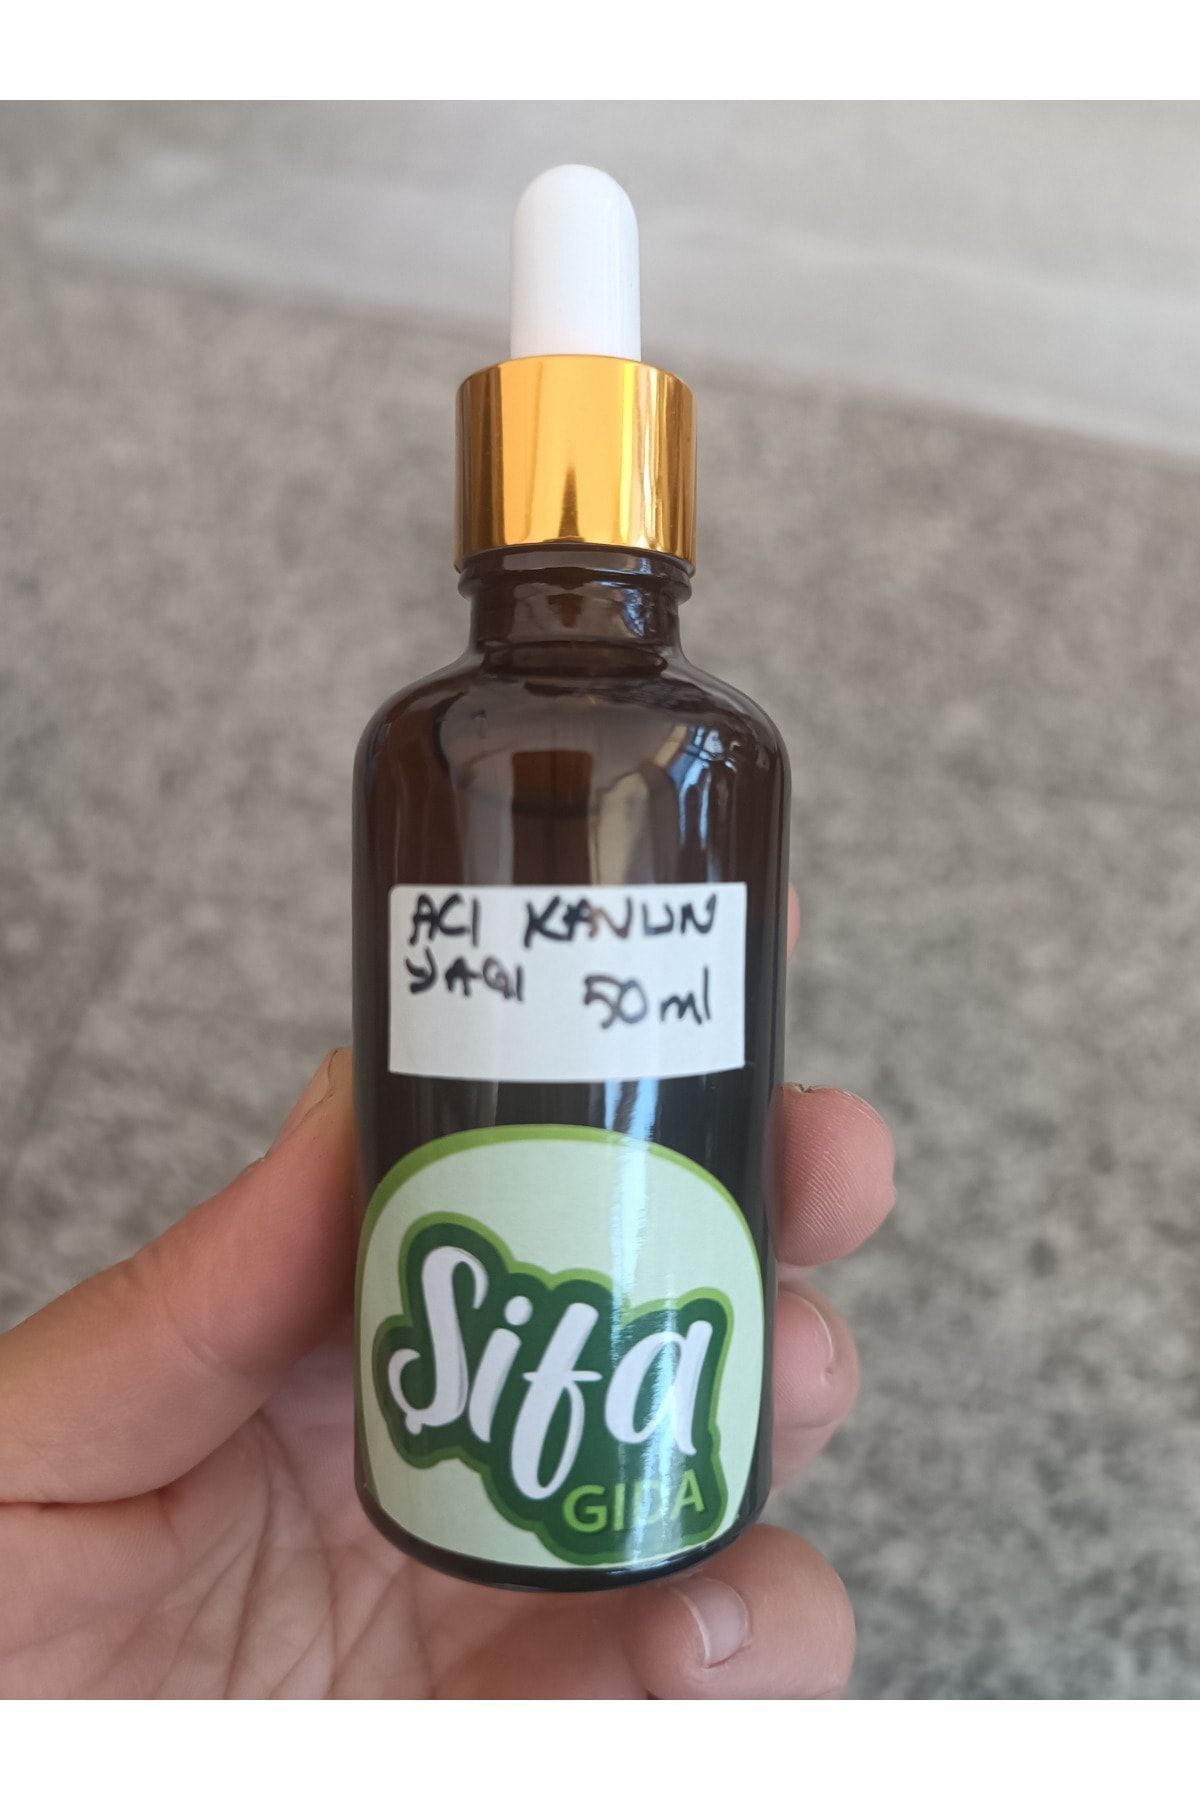 ACI KAVUN
YAGI 50ml
Şifa
GIDA